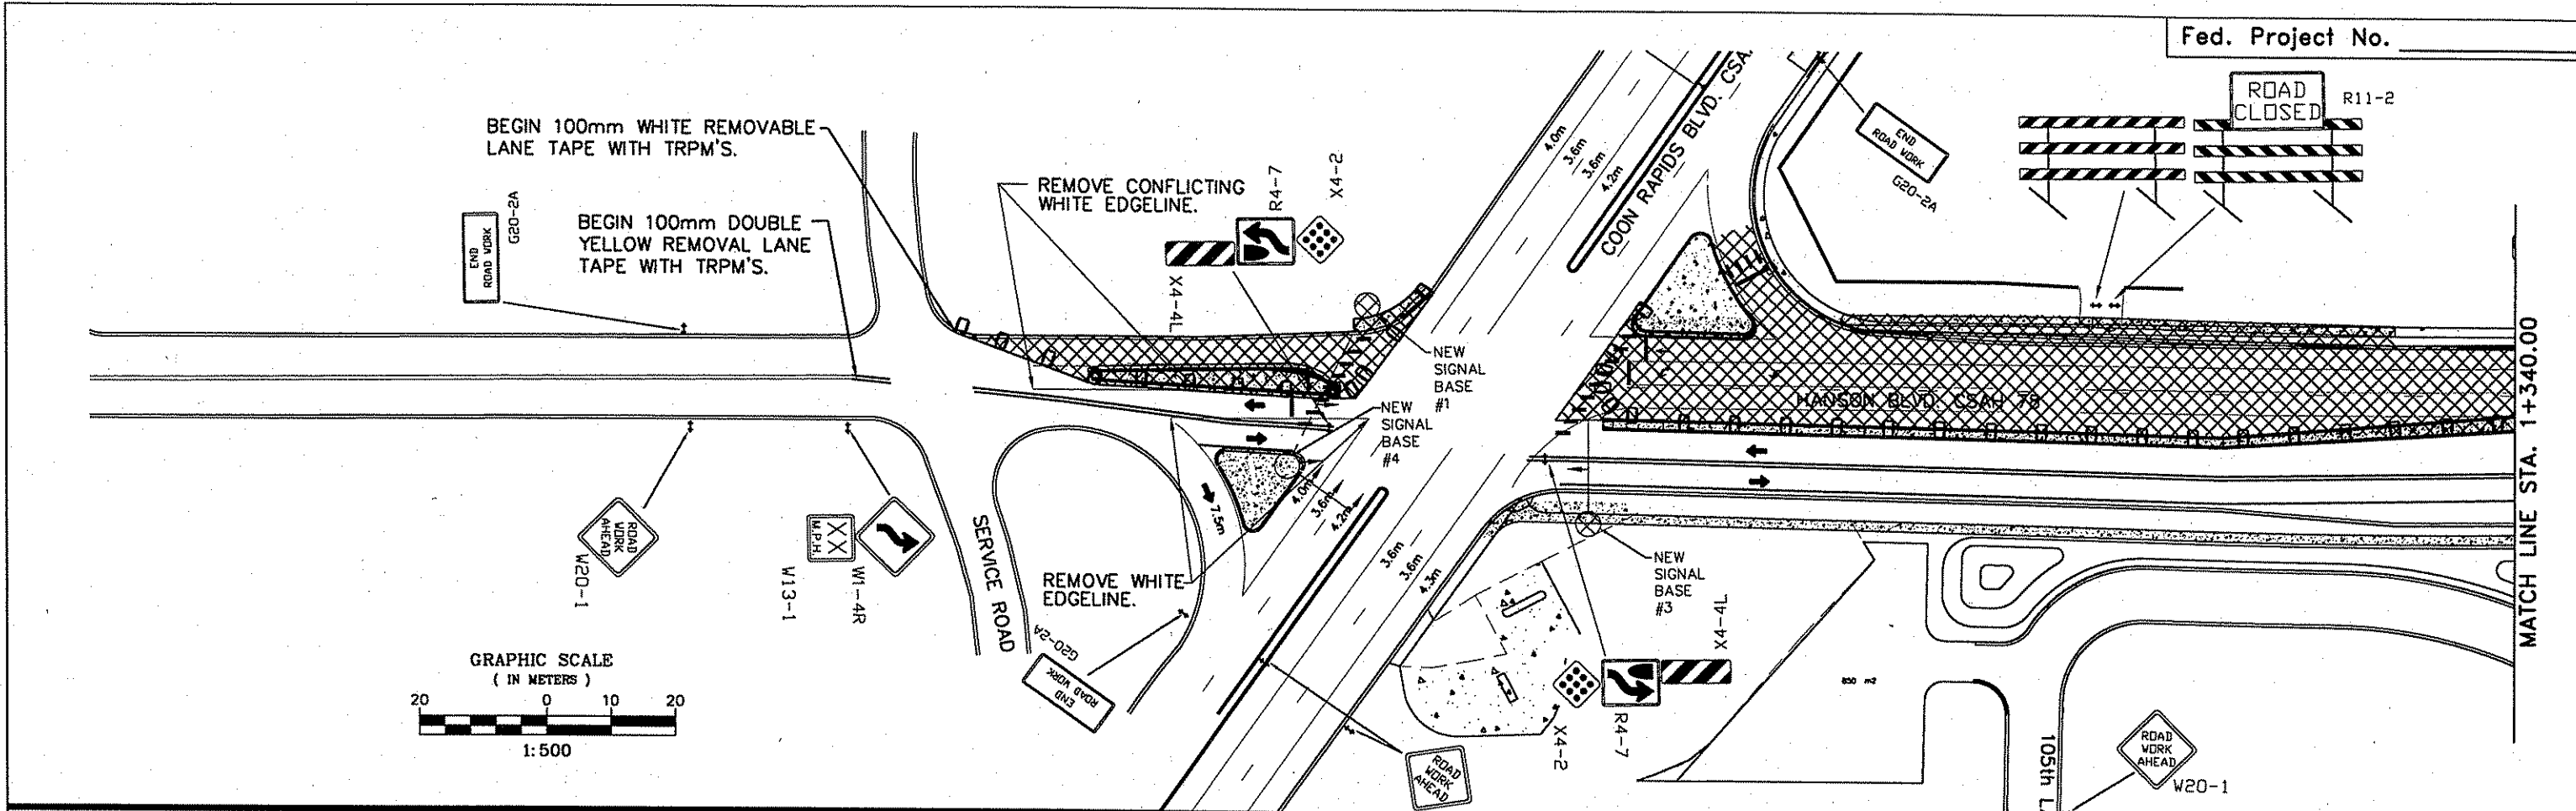 Fed. Project No.
ROAD
CLOSED
R11-2
BEGIN 100mm WHITE REMOVABLE
LANE TAPE WITH TRPM'S.
END
ROAD WORK
G20-2A
BEGIN 100mm DOUBLE
YELLOW REMOVAL LANE
TAPE WITH TRPM'S.
REMOVE CONFLICTING
WHITE EDGELINE.
X4-4L
R4-7
X4-2
4.0m
3.6m
3.6m
4.2m
COON RAPIDS BLVD. CSA
END
ROAD WORK
G20-2A
NEW
SIGNAL
BASE
#1
NEW
SIGNAL
BASE
#4
HANSON BLVD. CSAH 78
MATCH LINE STA. 1+340.00
ROAD
WORK
AHEAD
W20-1
XX
M.P.H.
W13-1
W1-4R
SERVICE ROAD
7.5m
4.0m
3.6m
4.2m
REMOVE WHITE
EDGELINE.
G20-2A
END
ROAD WORK
3.6m
3.6m
4.3m
NEW
SIGNAL
BASE
#3
X4-2
R4-7
X4-4L
850 m2
ROAD
WORK
AHEAD
105th L
ROAD
WORK
AHEAD
W20-1
GRAPHIC SCALE
( IN METERS )
20 0 10 20
1:500